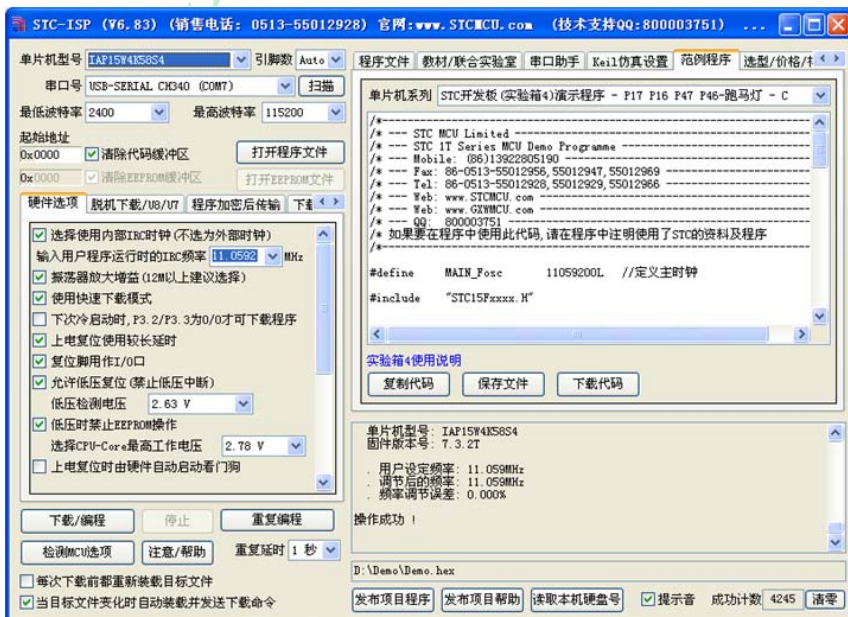 STC-ISP (V6.83) (销售电话: 0513-55012928) 官网:www.STCMCU.com (技术支持QQ:800003751)
单片机型号 IAP15W4K58S4 引脚数 Auto
串口号 USB-SERIAL CH340 (COM7) 扫描
最低波特率 2400 最高波特率 115200
起始地址
0x0000 清除代码缓冲区 打开程序文件
0x0000 清除EEPROM缓冲区 打开EEPROM文件
硬件选项 脱机下载/U8/U7 程序加密后传输
选择使用内部IRC时钟(不选为外部时钟)
输入用户程序运行时的IRC频率 11.0592 MHz
振荡器放大增益(12M以上建议选择)
使用快速下载模式
下次冷启动时,P3.2/P3.3为0/0才可下载程序
上电复位使用较长延时
复位脚用作I/O口
允许低压复位(禁止低压中断)
低压检测电压 2.63 V
低压时禁止EEPROM操作
选择CPU-Core最高工作电压 2.78 V
上电复位时由硬件自动启动看门狗
下载/编程 停止 重复编程
检测MCU选项 注意/帮助 重复延时 1 秒
每次下载前都重新装载目标文件
当目标文件变化时自动装载并发送下载命令
程序文件 教材/联合实验室 串口助手 Keil仿真设置 范例程序 选型/价格/
单片机系列 STC开发板(实验箱4)演示程序 - P17 P16 P47 P46-跑马灯 - C
/*---
/* --- STC MCU Limited ---
/* --- STC 1T Series MCU Demo Programme ---
/* --- Mobile: (86)13922805190 ---
/* --- Fax: 86-0513-55012956,55012947,55012969 ---
/* --- Tel: 86-0513-55012928,55012929,55012966 ---
/* --- Web: www.STCMCU.com ---
/* --- Web: www.GXWMCU.com ---
/* --- QQ: 800003751 ---
/* 如果要在程序中使用此代码,请在程序中注明使用了STC的资料及程序
/*---
#define MAIN_Fosc 11059200L //定义主时钟
#include "STC15Fxxxx.H"
实验箱4使用说明
复制代码 保存文件 下载代码
单片机型号: IAP15W4K58S4
固件版本号: 7.3.2T
. 用户设定频率: 11.059MHz
. 调节后的频率: 11.059MHz
. 频率调节误差: 0.000%
操作成功 !
D:\Demo\Demo.hex
发布项目程序 发布项目帮助 读取本机硬盘号 提示音 成功计数 4245 清零